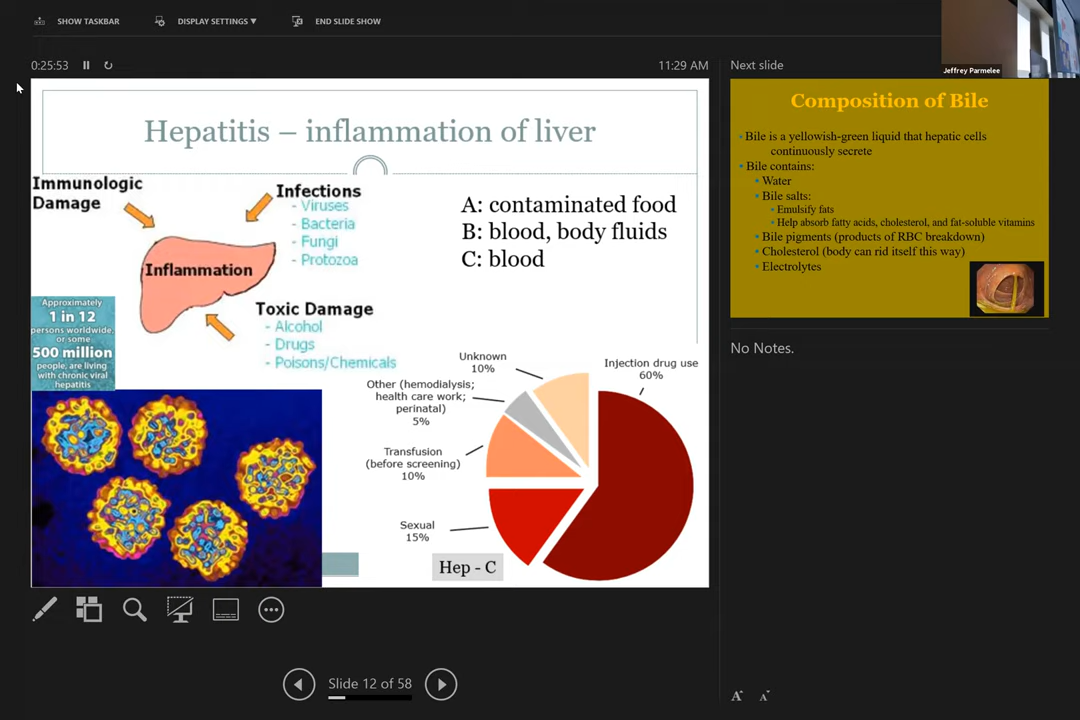 SHOW TASKBAR
DISPLAY SETTINGS ▼
END SLIDE SHOW
Jeffrey Parmelee
0:25:53
11:29 AM
Hepatitis – inflammation of liver
Immunologic
Damage
Infections
- Viruses
- Bacteria
- Fungi
- Protozoa
Inflammation
Toxic Damage
- Alcohol
- Drugs
- Poisons/Chemicals
A: contaminated food
B: blood, body fluids
C: blood
Approximately
1 in 12
persons worldwide,
or some
500 million
people, are living
with chronic viral
hepatitis
Unknown
10%
Injection drug use
60%
Other (hemodialysis;
health care work;
perinatal)
5%
Transfusion
(before screening)
10%
Sexual
15%
Hep - C
Next slide
Composition of Bile
• Bile is a yellowish-green liquid that hepatic cells
continuously secrete
• Bile contains:
• Water
• Bile salts:
• Emulsify fats
• Help absorb fatty acids, cholesterol, and fat-soluble vitamins
• Bile pigments (products of RBC breakdown)
• Cholesterol (body can rid itself this way)
• Electrolytes
No Notes.
Slide 12 of 58
A A